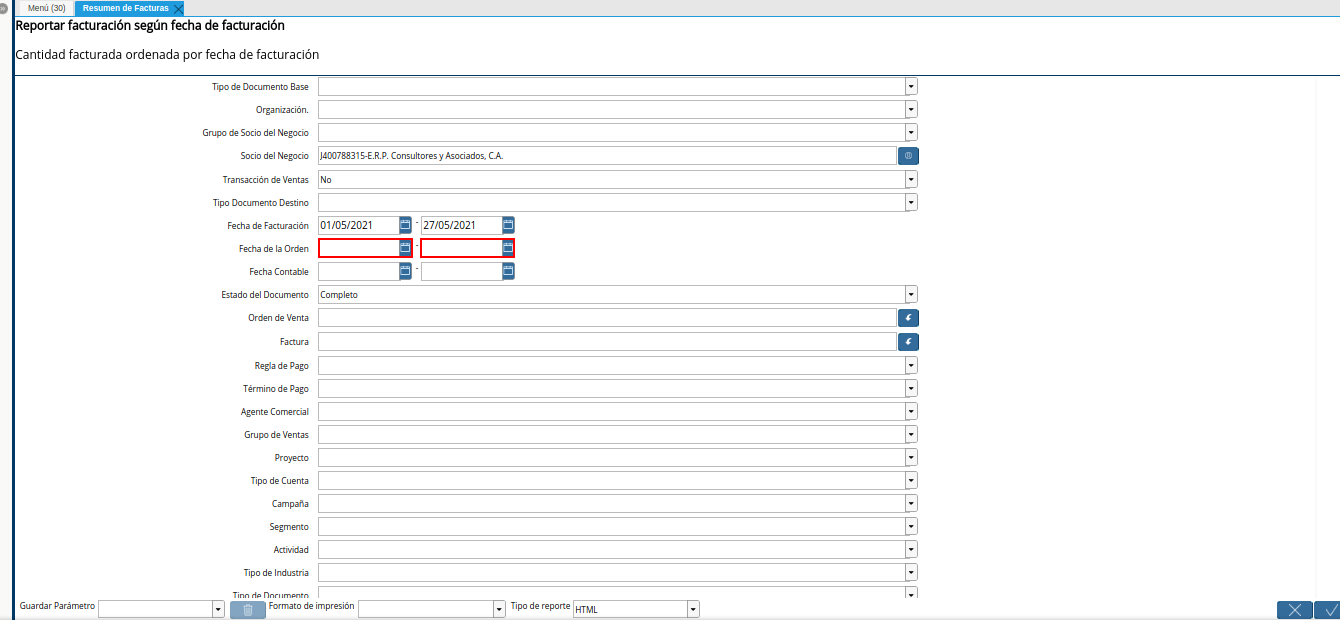 Menú (30) Resumen de Facturas
Reportar facturación según fecha de facturación
Cantidad facturada ordenada por fecha de facturación
Tipo de Documento Base
Organización.
Grupo de Socio del Negocio
Socio del Negocio J400788315-E.R.P. Consultores y Asociados, C.A.
Transacción de Ventas No
Tipo Documento Destino
Fecha de Facturación 01/05/2021 - 27/05/2021
Fecha de la Orden -
Fecha Contable -
Estado del Documento Completo
Orden de Venta
Factura
Regla de Pago
Término de Pago
Agente Comercial
Grupo de Ventas
Proyecto
Tipo de Cuenta
Campaña
Segmento
Actividad
Tipo de Industria
Tipo de Documento
Guardar Parámetro Formato de impresión Tipo de reporte HTML